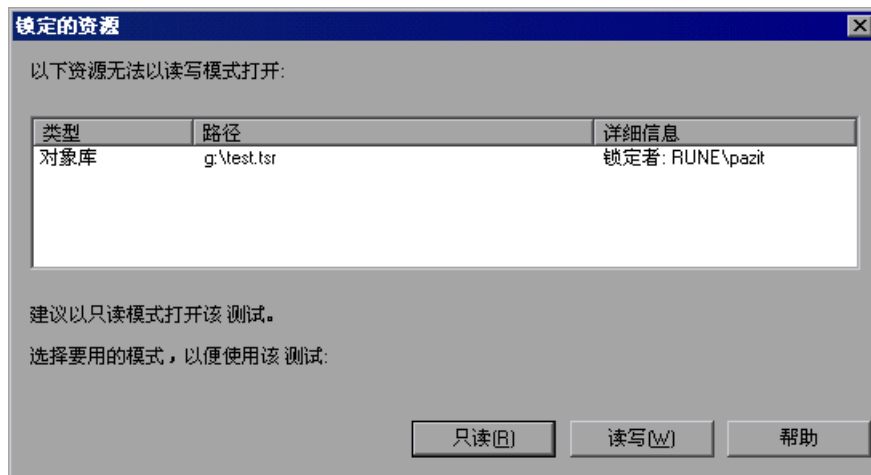 锁定的资源
以下资源无法以读写模式打开:
类型 路径 详细信息
对象库 g:\test.tsr 锁定者: RUNE\pazit
建议以只读模式打开该 测试。
选择要用的模式，以便使用该 测试:
只读(R) 读写(W) 帮助